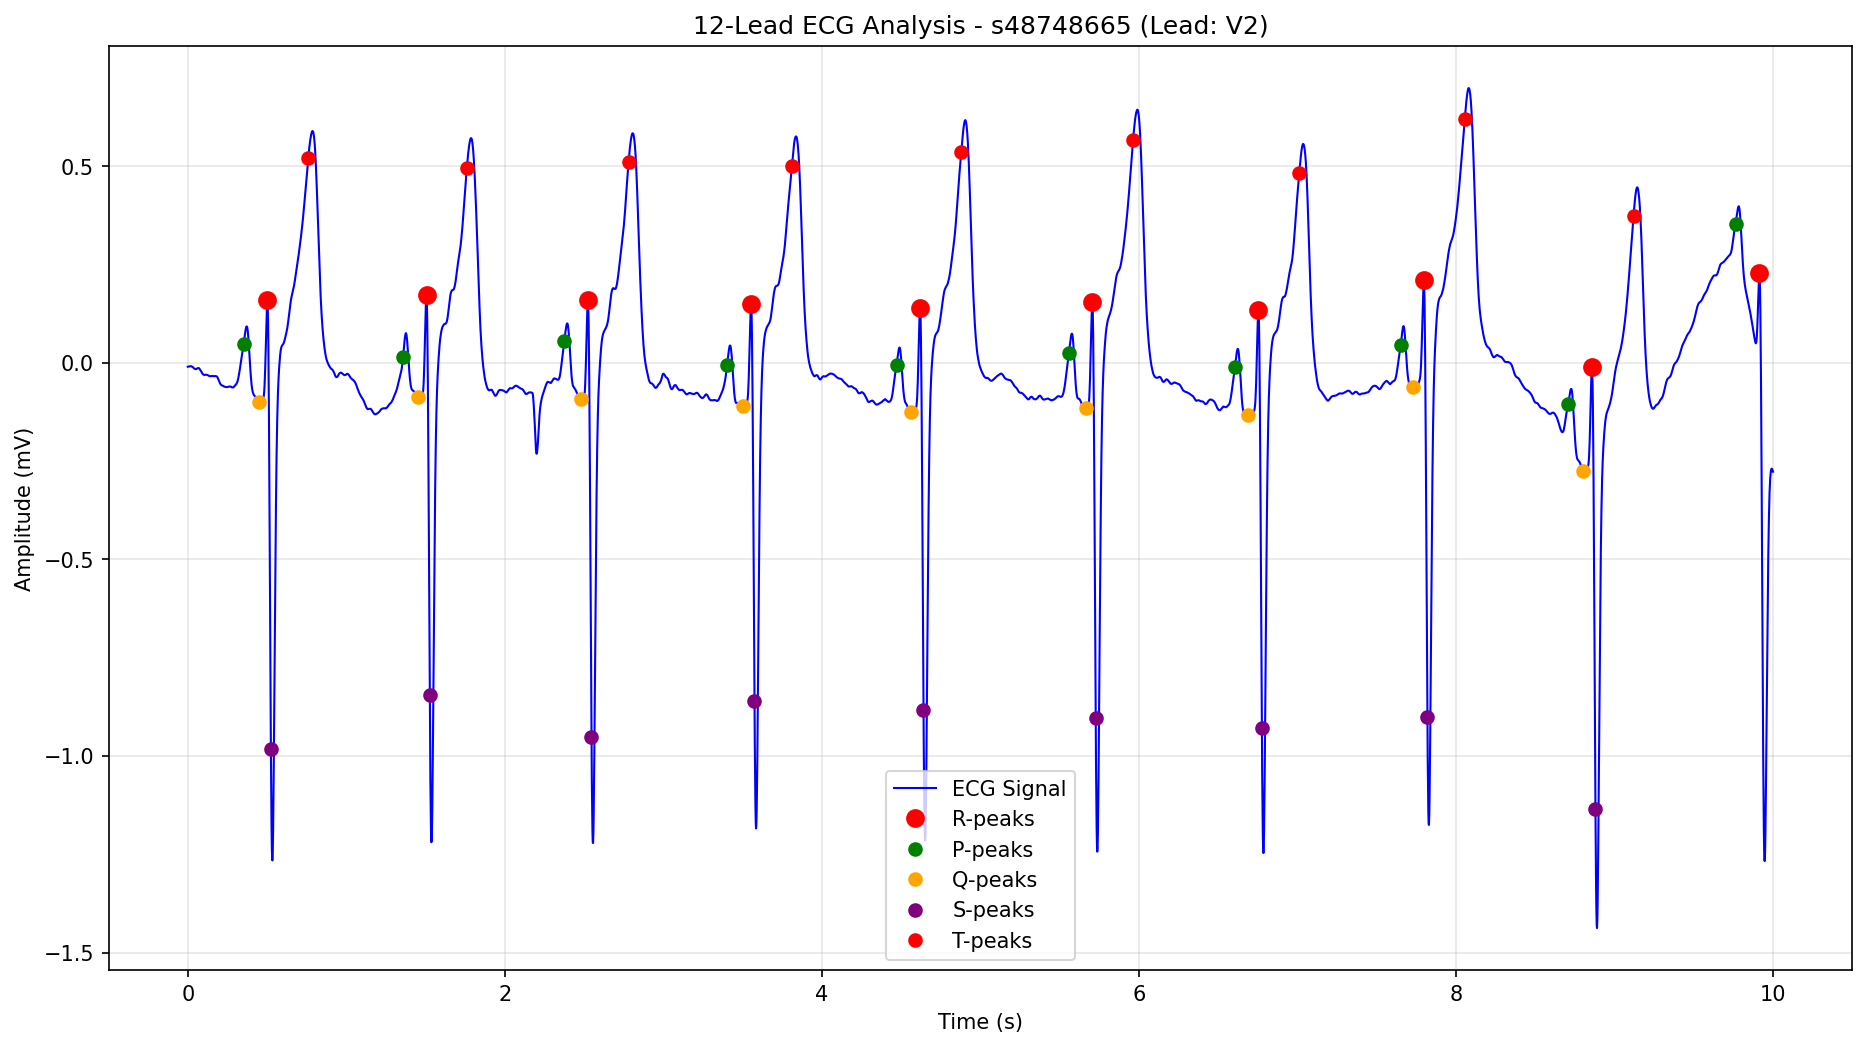 12-Lead ECG Analysis - s48748665 (Lead: V2)
Amplitude (mV)
0.5
0.0
−0.5
−1.0
−1.5
ECG Signal
R-peaks
P-peaks
Q-peaks
S-peaks
T-peaks
0 2 4 6 8 10
Time (s)